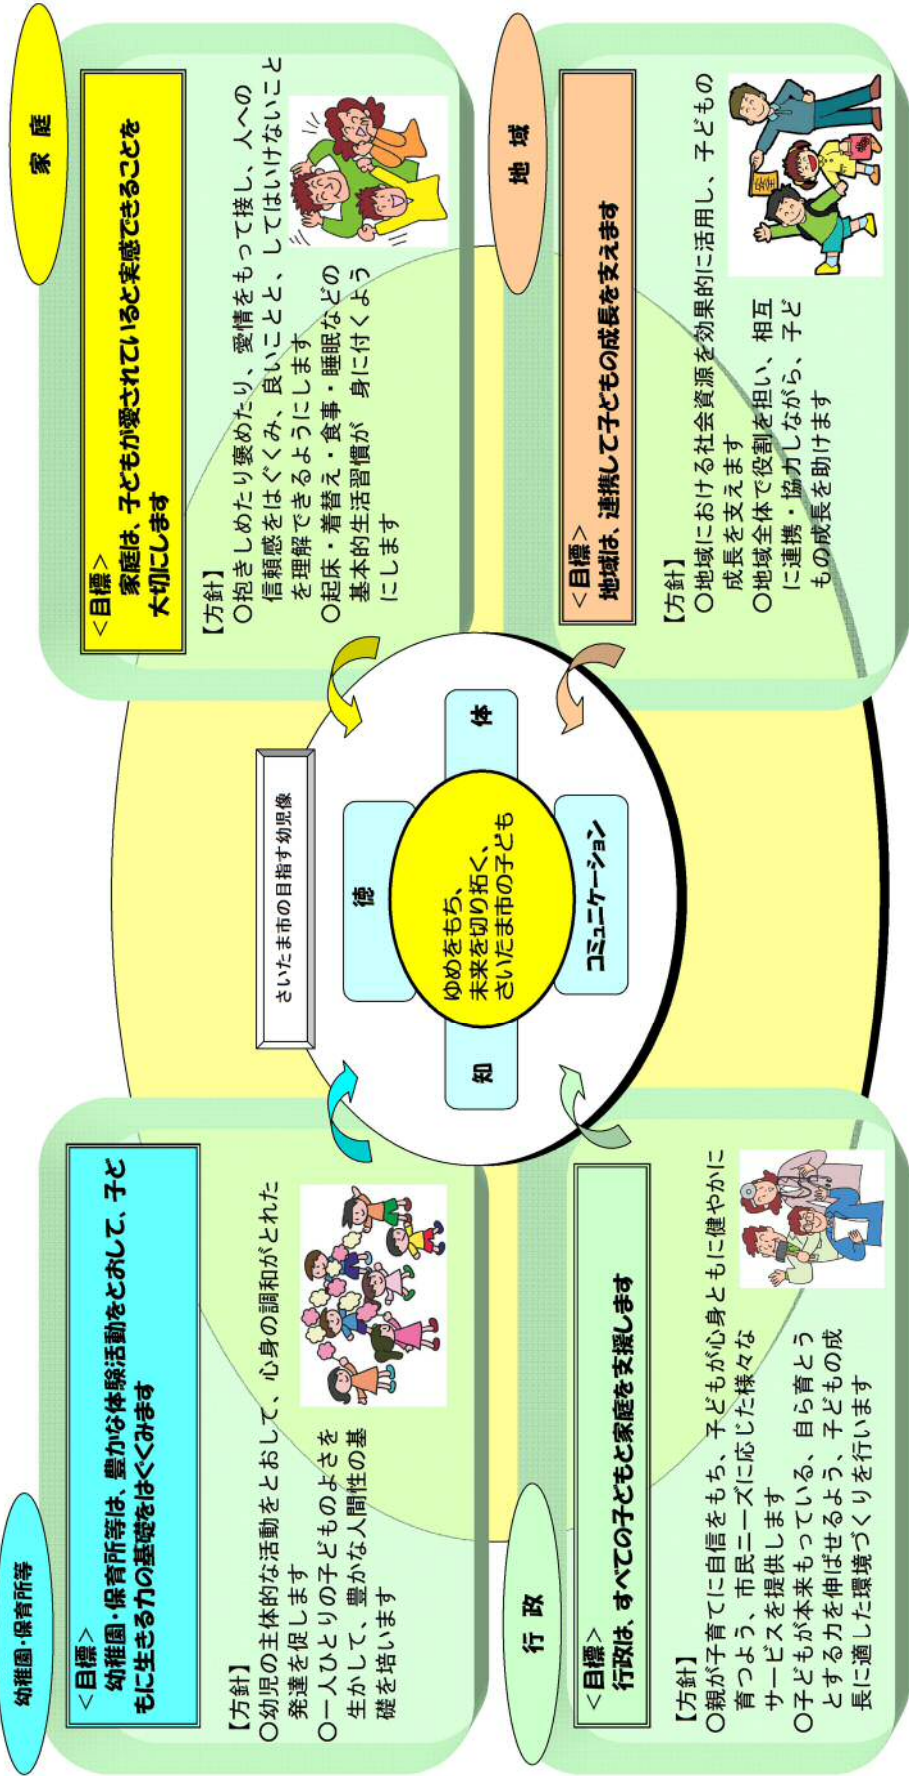 幼稚園・保育所等
<目標>
幼稚園・保育所等は、豊かな体験活動をとおして、子ど
もに生きる力の基礎をはぐくみます
【方針】
○幼児の主体的な活動をとおして、心身の調和がとれた
発達を促します
○一人ひとりの子どものよさを
生かして、豊かな人間性の基
礎を培います
家 庭
<目標>
家庭は、子どもが愛されていると実感できることを
大切にします
【方針】
○抱きしめたり褒めたり、愛情をもって接し、人への
信頼感をはぐくみ、良いことと、してはいけないこと
を理解できるようにします
○起床・着替え・食事・睡眠などの
基本的生活習慣が 身に付くよう
にします
さいたま市の目指す幼児像
徳
知
ゆめをもち、
未来を切り拓く、
さいたま市の子ども
体
コミュニケーション
行 政
<目標>
行政は、すべての子どもと家庭を支援します
【方針】
○親が子育てに自信をもち、子どもが心身ともに健やかに
育つよう、市民ニーズに応じた様々な
サービスを提供します
○子どもが本来もっている、自ら育とう
とする力を伸ばせるよう、子どもの成
長に適した環境づくりを行います
地 域
<目標>
地域は、連携して子どもの成長を支えます
【方針】
○地域における社会資源を効果的に活用し、子どもの
成長を支えます
○地域全体で役割を担い、相互
に連携・協力しながら、子ど
もの成長を助けます
安全